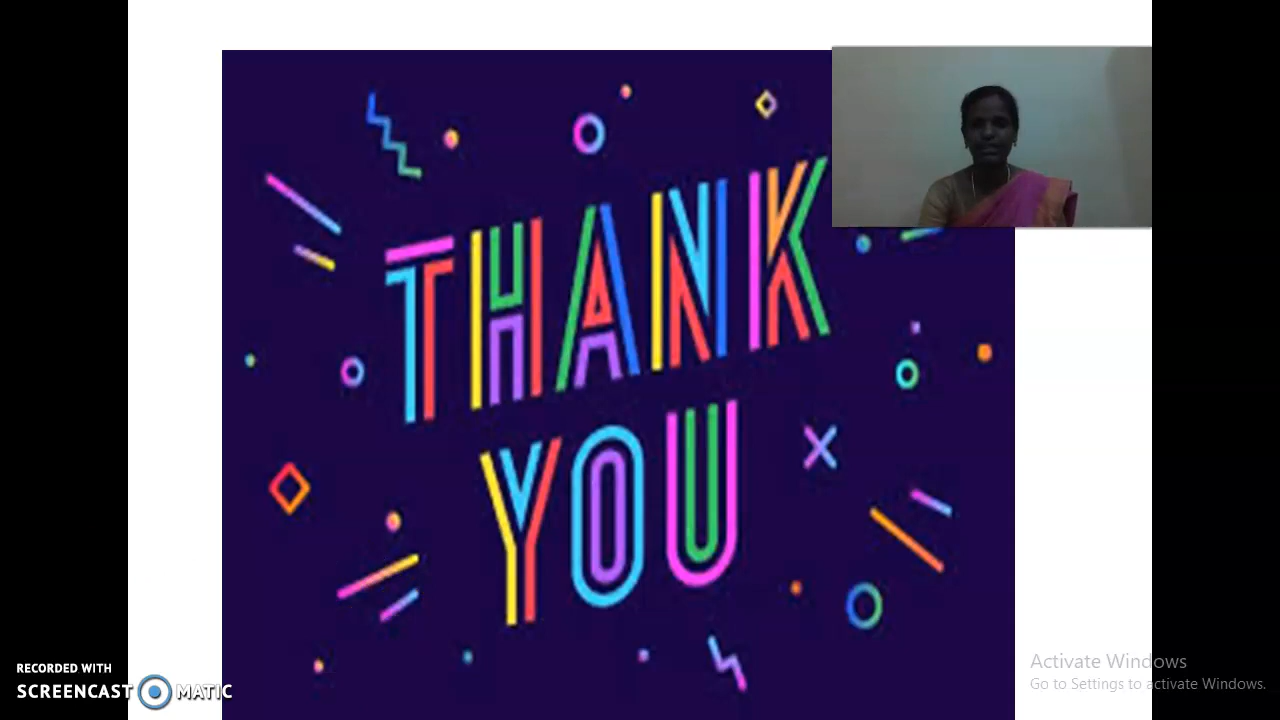 THANK
YOU
RECORDED WITH
SCREENCAST MATIC
Activate Windows
Go to Settings to activate Windows.